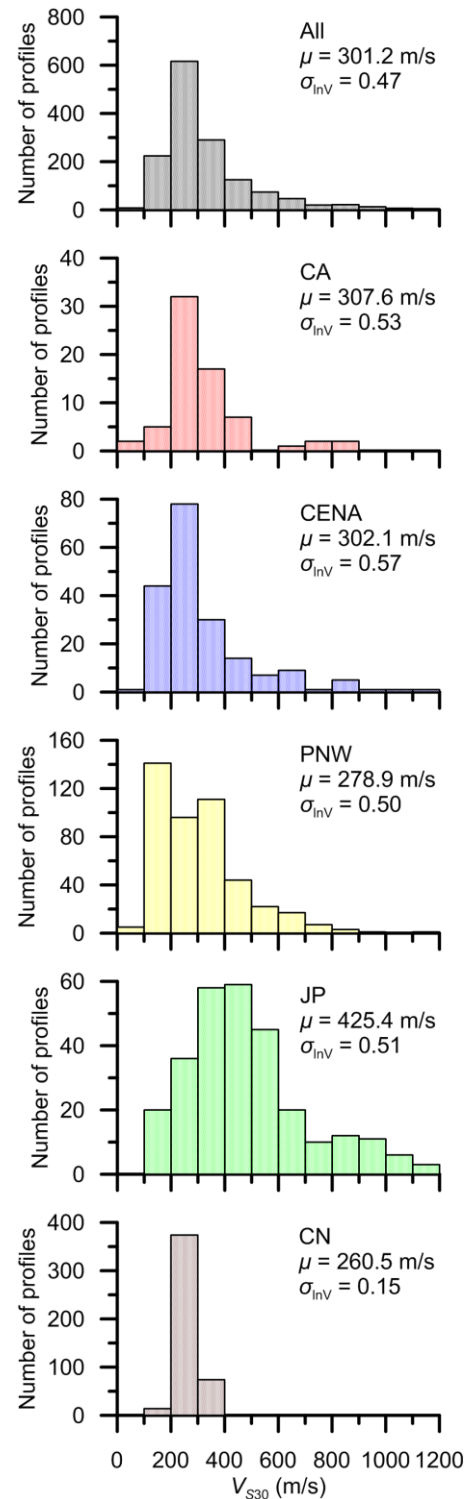 Number of profiles
800
600
400
200
0
All
μ = 301.2 m/s
σlnV = 0.47
Number of profiles
40
30
20
10
0
CA
μ = 307.6 m/s
σlnV = 0.53
Number of profiles
80
60
40
20
0
CENA
μ = 302.1 m/s
σlnV = 0.57
Number of profiles
160
120
80
40
0
PNW
μ = 278.9 m/s
σlnV = 0.50
Number of profiles
60
40
20
0
JP
μ = 425.4 m/s
σlnV = 0.51
Number of profiles
400
300
200
100
0
CN
μ = 260.5 m/s
σlnV = 0.15
0 200 400 600 800 1000 1200
VS30 (m/s)